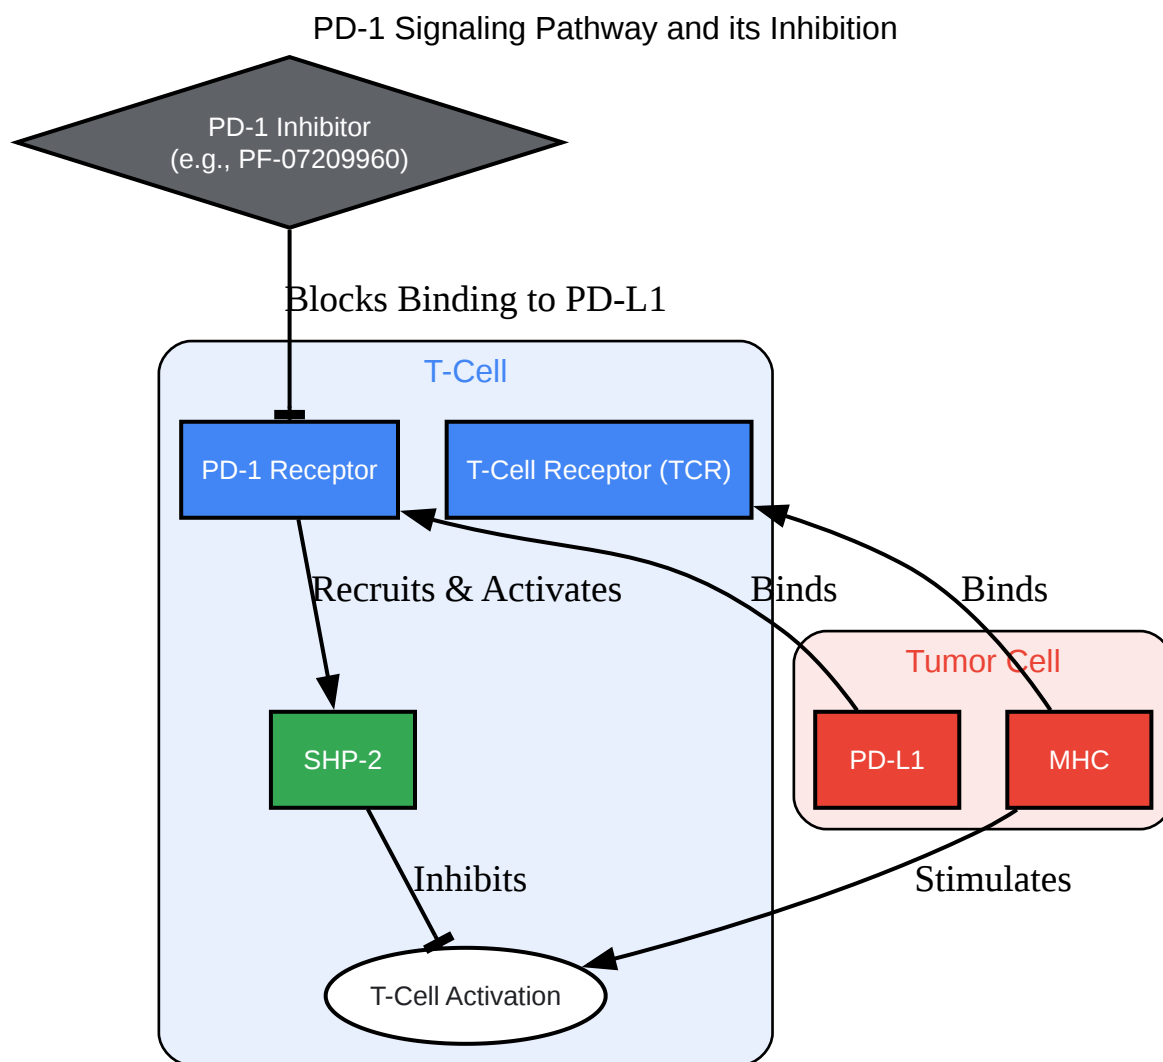 PD-1 Signaling Pathway and its Inhibition
PD-1 Inhibitor
(e.g., PF-07209960)
Blocks Binding to PD-L1
T-Cell
PD-1 Receptor
T-Cell Receptor (TCR)
Recruits & Activates
Binds
Binds
Tumor Cell
SHP-2
PD-L1
MHC
Inhibits
Stimulates
T-Cell Activation